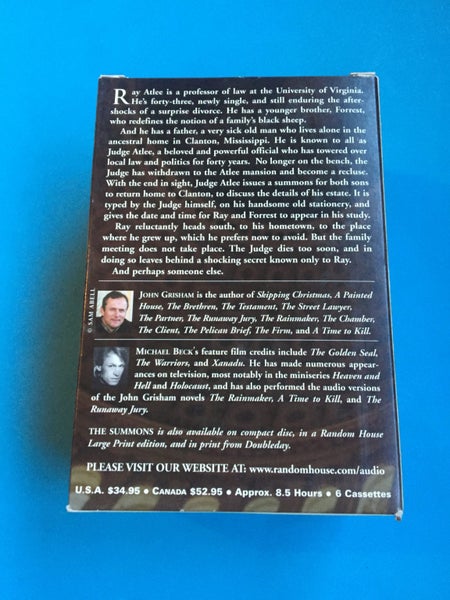 Ray Atlee is a professor of law at the University of Virginia.
He's forty-three, newly single, and still enduring the after-
shocks of a surprise divorce. He has a younger brother, Forrest,
who redefines the notion of a family's black sheep.
And he has a father, a very sick old man who lives alone in the
ancestral home in Clanton, Mississippi. He is known to all as
Judge Atlee, a beloved and powerful official who has towered over
local law and politics for forty years. No longer on the bench, the
Judge has withdrawn to the Atlee mansion and become a recluse.
With the end in sight, Judge Atlee issues a summons for both sons
to return home to Clanton, to discuss the details of his estate. It is
typed by the Judge himself, on his handsome old stationery, and
gives the date and time for Ray and Forrest to appear in his study.
Ray reluctantly heads south, to his hometown, to the place
where he grew up, which he prefers now to avoid. But the family
meeting does not take place. The Judge dies too soon, and in
doing so leaves behind a shocking secret known only to Ray.
And perhaps someone else.
© SAM ABELL
JOHN GRISHAM is the author of Skipping Christmas, A Painted
House, The Brethren, The Testament, The Street Lawyer,
The Partner, The Runaway Jury, The Rainmaker, The Chamber,
The Client, The Pelican Brief, The Firm, and A Time to Kill.
MICHAEL BECK's feature film credits include The Golden Seal,
The Warriors, and Xanadu. He has made numerous appear-
ances on television, most notably in the miniseries Heaven and
Hell and Holocaust, and has also performed the audio versions
of the John Grisham novels The Rainmaker, A Time to Kill, and The
Runaway Jury.
THE SUMMONS is also available on compact disc, in a Random House
Large Print edition, and in print from Doubleday.
PLEASE VISIT OUR WEBSITE AT: www.randomhouse.com/audio
U.S.A. $34.95 • CANADA $52.95 • Approx. 8.5 Hours • 6 Cassettes